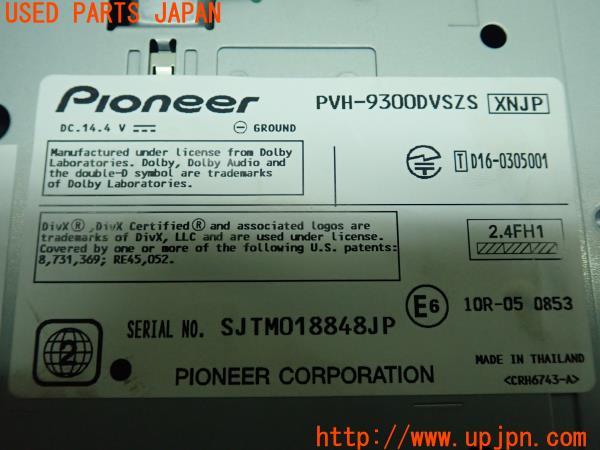 USED PARTS JAPAN
Pioneer
PVH-9300DVSZS XNJP
DC.14.4 V ⎓ ⊖ GROUND
Manufactured under license from Dolby
Laboratories. Dolby, Dolby Audio and
the double-D symbol are trademarks
of Dolby Laboratories.
T D16-0305001
DivX®,DivX Certified® and associated logos are
trademarks of DivX, LLC and are used under license.
Covered by one or more of the following U.S. patents:
8,731,369; RE45,052.
2.4FH1
E6 10R-05 0853
2
SERIAL NO. SJTM018848JP
MADE IN THAILAND
PIONEER CORPORATION
<CRH6743-A>
UPJ http://www.upjpn.com